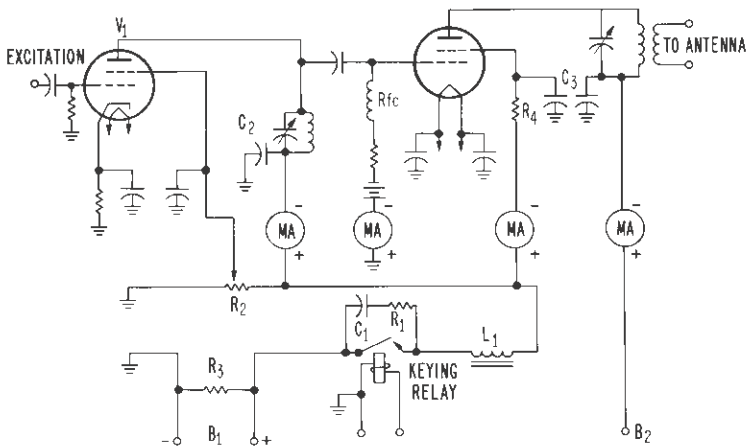 V1
EXCITATION
TO ANTENNA
C2
Rfc
C3
R4
- - - -
MA MA MA MA
+ + + +
R2
C1
R1
L1
R3
KEYING
RELAY
- B1 +
B2